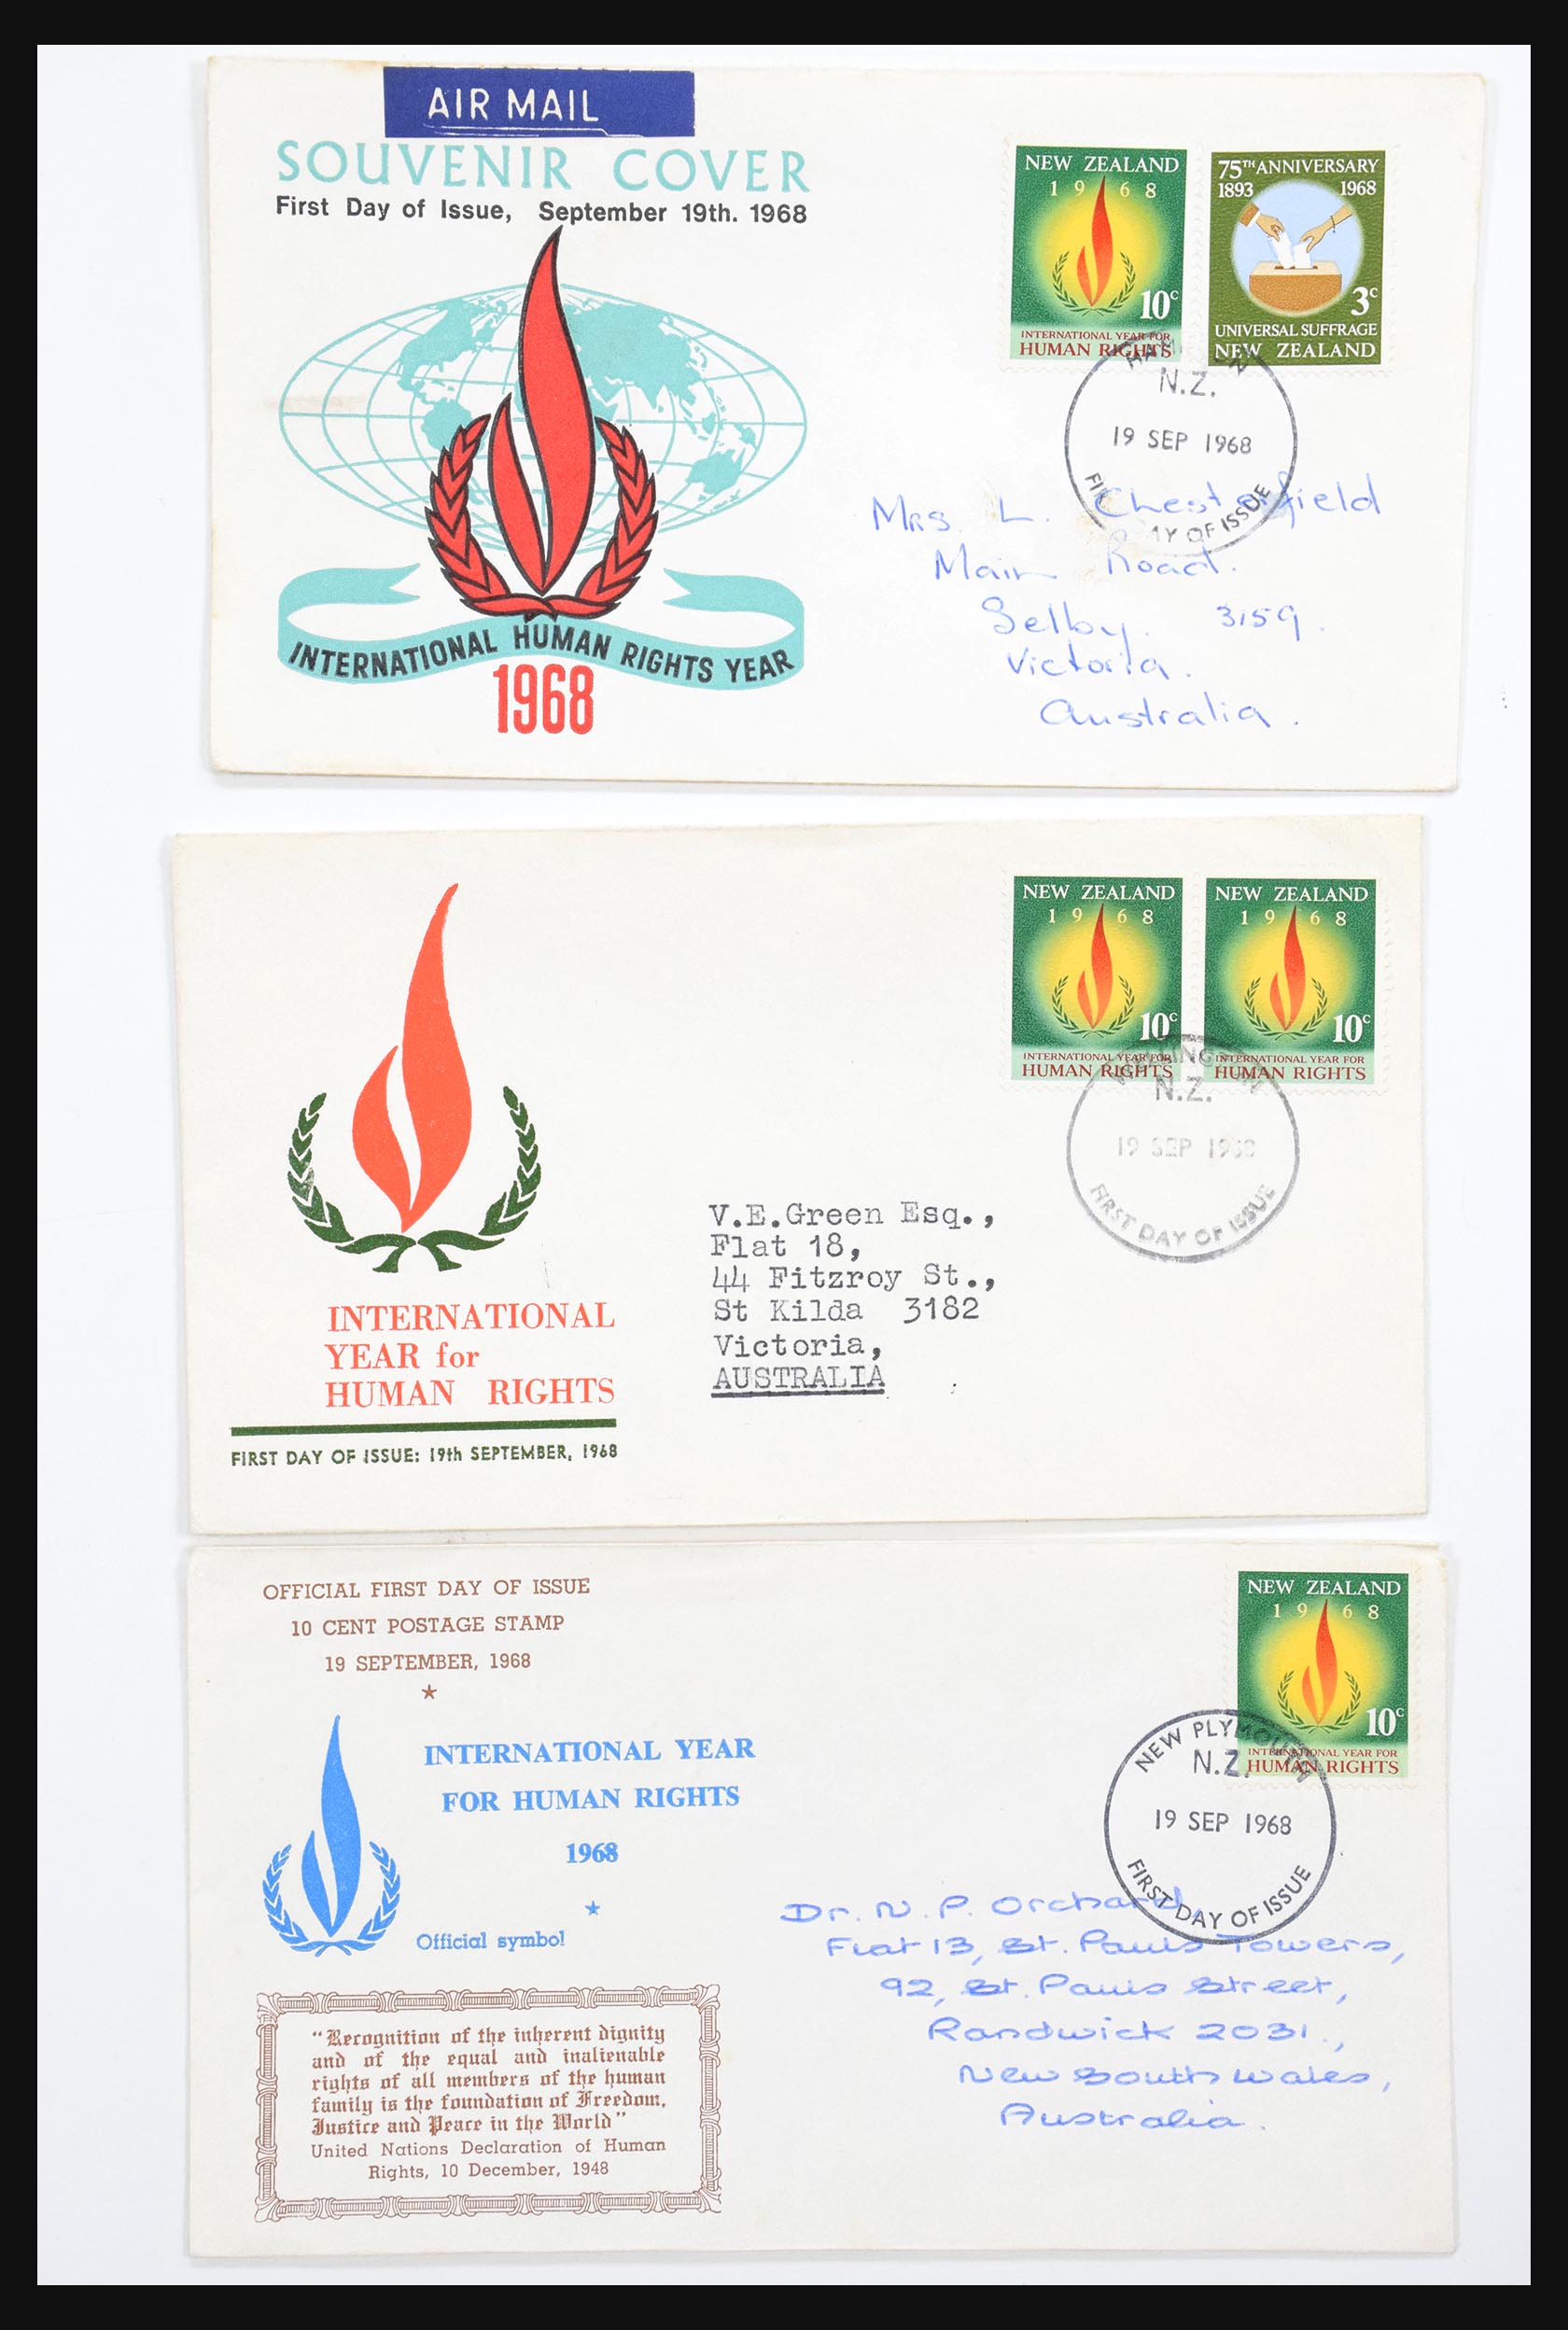 AIR MAIL
SOUVENIR COVER
First Day of Issue, September 19th. 1968
INTERNATIONAL HUMAN RIGHTS YEAR
1968
NEW ZEALAND
1968
10c
INTERNATIONAL YEAR FOR
HUMAN RIGHTS
75TH ANNIVERSARY
1893 1968
3c
UNIVERSAL SUFFRAGE
NEW ZEALAND
N.Z.
19 SEP 1968
OF ISSUE
Mrs L. Chesterfield
Main Road.
Selby. 3159.
Victoria.
Australia.
INTERNATIONAL
YEAR for
HUMAN RIGHTS
FIRST DAY OF ISSUE: 19th SEPTEMBER, 1968
NEW ZEALAND
1968
10c
INTERNATIONAL YEAR FOR
HUMAN RIGHTS
NEW ZEALAND
1968
10c
INTERNATIONAL YEAR FOR
HUMAN RIGHTS
N.Z.
19 SEP 1968
FIRST DAY OF ISSUE
V.E.Green Esq.,
Flat 18,
44 Fitzroy St.,
St Kilda 3182
Victoria,
AUSTRALIA
OFFICIAL FIRST DAY OF ISSUE
10 CENT POSTAGE STAMP
19 SEPTEMBER, 1968
INTERNATIONAL YEAR
FOR HUMAN RIGHTS
1968
Official symbol
"Recognition of the inherent dignity
and of the equal and inalienable
rights of all members of the human
family is the foundation of Freedom,
Justice and Peace in the World"
United Nations Declaration of Human
Rights, 10 December, 1948
NEW ZEALAND
1968
10c
INTERNATIONAL YEAR FOR
HUMAN RIGHTS
NEW PLYMOUTH
N.Z.
19 SEP 1968
FIRST DAY OF ISSUE
Dr. N. P. Orchard,
Flat 13, St. Pauls Towers,
92, St. Pauls Street,
Randwick 2031.,
New South Wales,
Australia.